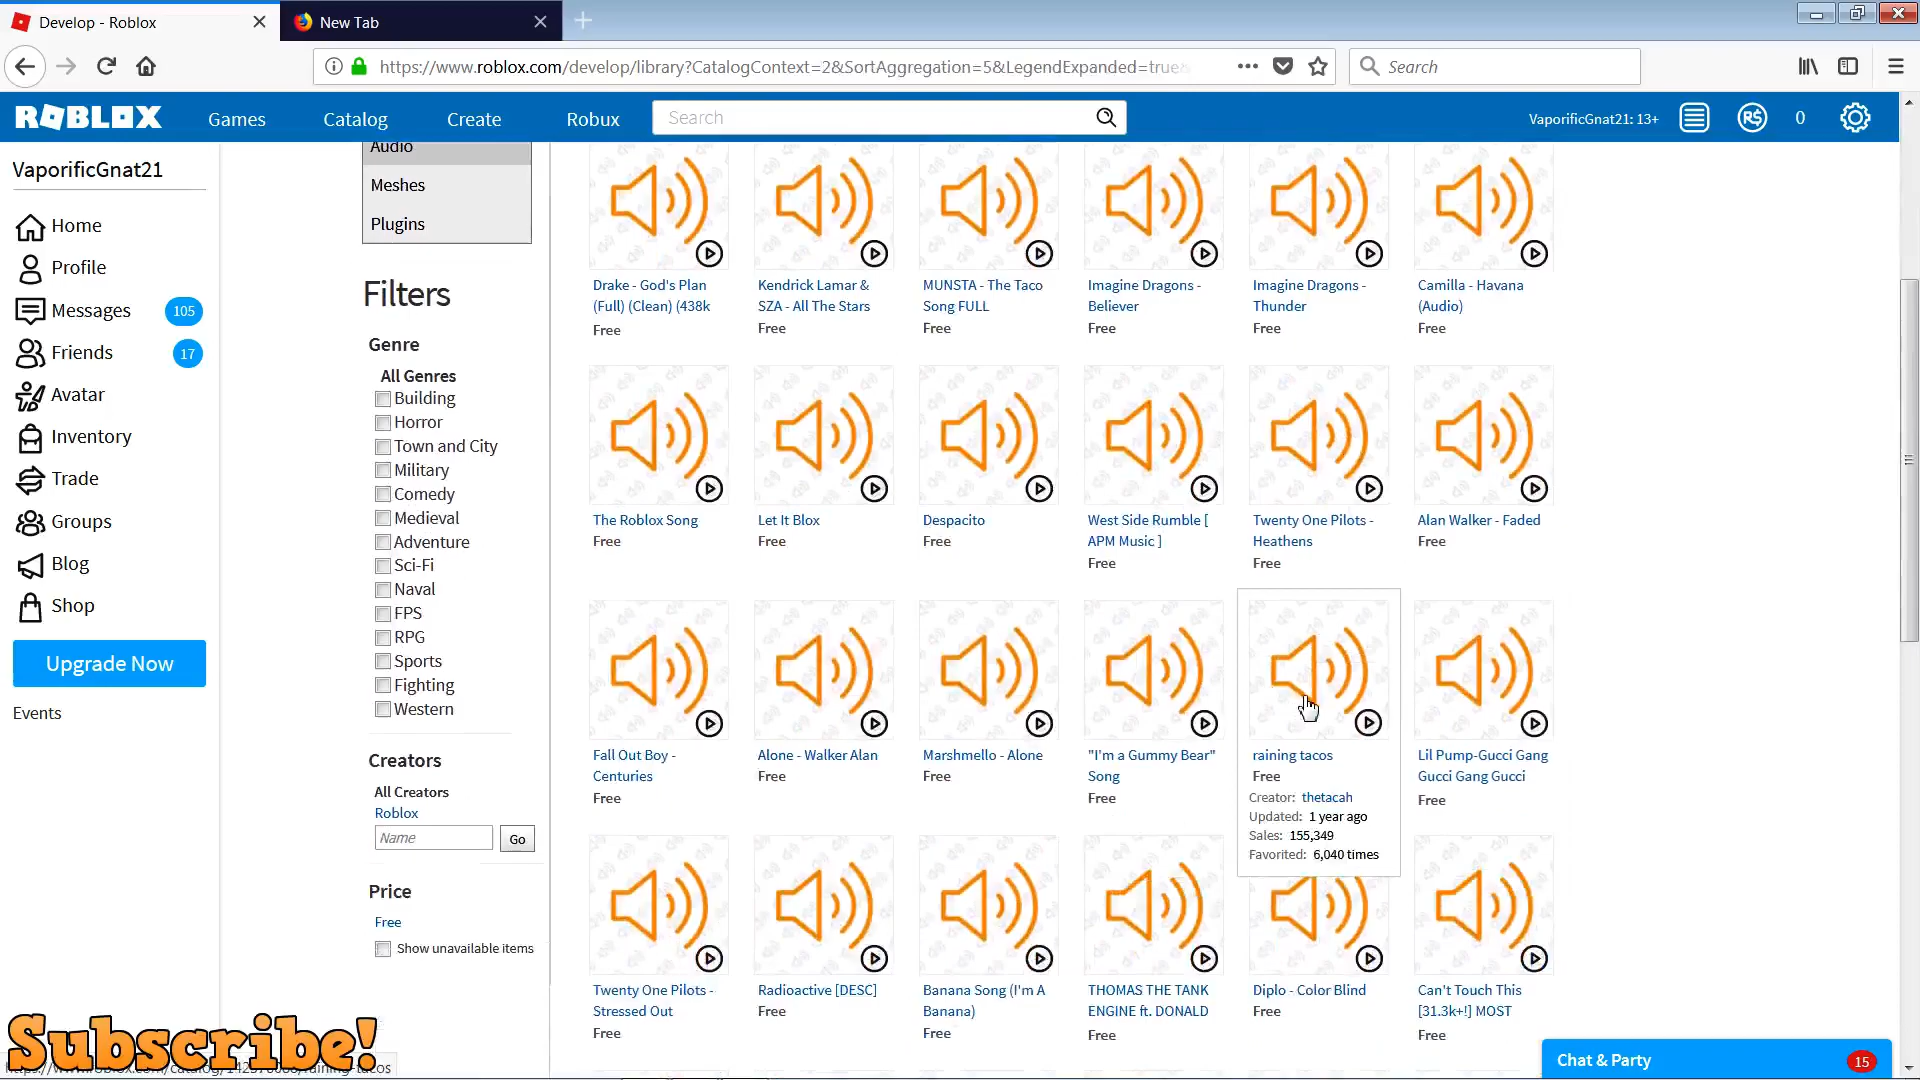 Develop - Roblox
New Tab
https://www.roblox.com/develop/library?CatalogContext=2&SortAggregation=5&LegendExpanded=true&
Search
ROBLOX
Games
Catalog
Create
Robux
Search
VaporificGnat21: 13+
R$
0
VaporificGnat21
Home
Profile
Messages
105
Friends
17
Avatar
Inventory
Trade
Groups
Blog
Shop
Upgrade Now
Events
Audio
Meshes
Plugins
Filters
Genre
All Genres
Building
Horror
Town and City
Military
Comedy
Medieval
Adventure
Sci-Fi
Naval
FPS
RPG
Sports
Fighting
Western
Creators
All Creators
Roblox
Name
Go
Price
Free
Show unavailable items
Drake - God's Plan
(Full) (Clean) (438k
Free
Kendrick Lamar &
SZA - All The Stars
Free
MUNSTA - The Taco
Song FULL
Free
Imagine Dragons -
Believer
Free
Imagine Dragons -
Thunder
Free
Camilla - Havana
(Audio)
Free
The Roblox Song
Free
Let It Blox
Free
Despacito
Free
West Side Rumble [
APM Music ]
Free
Twenty One Pilots -
Heathens
Free
Alan Walker - Faded
Free
Fall Out Boy -
Centuries
Free
Alone - Walker Alan
Free
Marshmello - Alone
Free
"I'm a Gummy Bear"
Song
Free
raining tacos
Free
Creator: thetacah
Updated: 1 year ago
Sales: 155,349
Favorited: 6,040 times
Lil Pump-Gucci Gang
Gucci Gang Gucci
Free
Twenty One Pilots -
Stressed Out
Free
Radioactive [DESC]
Free
Banana Song (I'm A
Banana)
Free
THOMAS THE TANK
ENGINE ft. DONALD
Free
Diplo - Color Blind
Free
Can't Touch This
[31.3k+!] MOST
Free
Subscribe!
Chat & Party
15